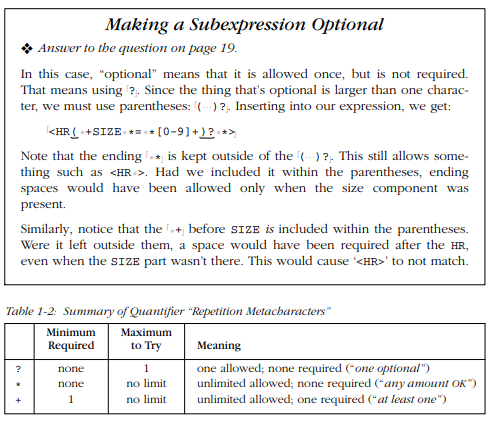 Making a Subexpression Optional
❖ Answer to the question on page 19.
In this case, “optional” means that it is allowed once, but is not required.
That means using ⌈?⌋. Since the thing that's optional is larger than one charac-
ter, we must use parentheses: ⌈(···)?⌋. Inserting into our expression, we get:
⌈<HR(·+SIZE·*=·*[0-9]+)?·*>⌋
Note that the ending ⌈·*⌋ is kept outside of the ⌈(···)?⌋. This still allows some-
thing such as <HR·>. Had we included it within the parentheses, ending
spaces would have been allowed only when the size component was
present.
Similarly, notice that the ⌈·+⌋ before SIZE is included within the parentheses.
Were it left outside them, a space would have been required after the HR,
even when the SIZE part wasn't there. This would cause ‘<HR>’ to not match.
Table 1-2: Summary of Quantifier “Repetition Metacharacters”
Minimum Maximum
Required to Try Meaning
? none 1 one allowed; none required (“one optional”)
* none no limit unlimited allowed; none required (“any amount OK”)
+ 1 no limit unlimited allowed; one required (“at least one”)